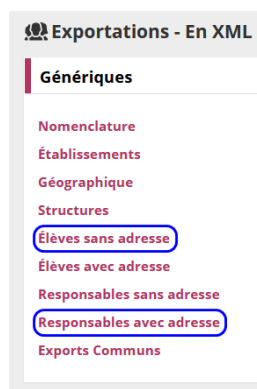 Exportations - En XML
Génériques
Nomenclature
Établissements
Géographique
Structures
Élèves sans adresse
Élèves avec adresse
Responsables sans adresse
Responsables avec adresse
Exports Communs